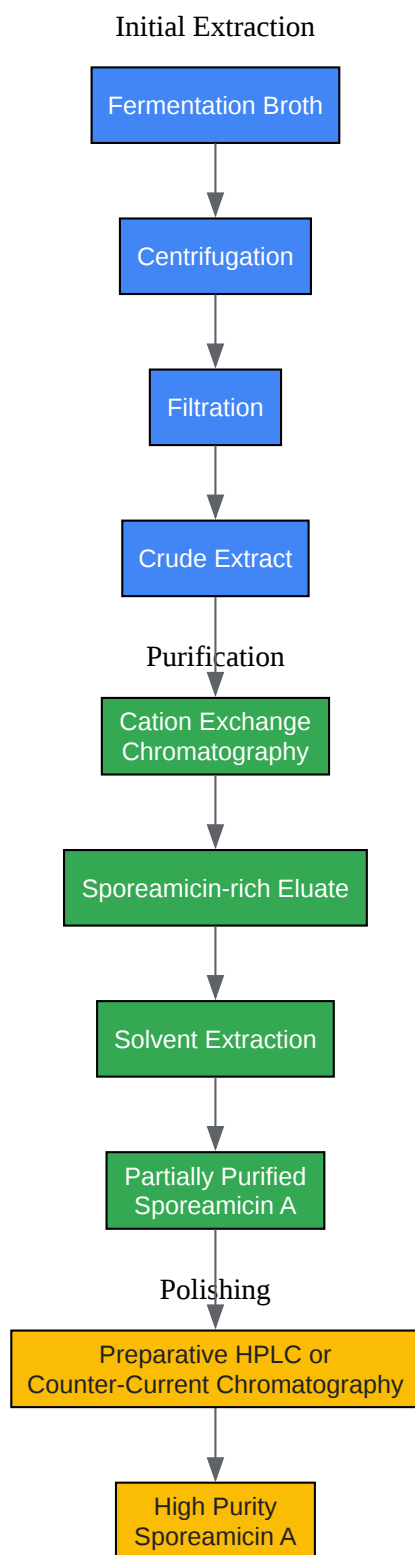 Initial Extraction
Fermentation Broth
Centrifugation
Filtration
Crude Extract
Purification
Cation Exchange
Chromatography
Sporeamicin-rich Eluate
Solvent Extraction
Partially Purified
Sporeamicin A
Polishing
Preparative HPLC or
Counter-Current Chromatography
High Purity
Sporeamicin A